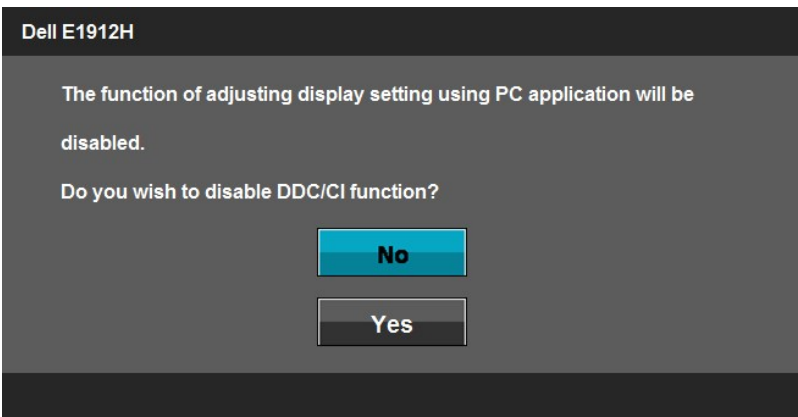 Dell E1912H
The function of adjusting display setting using PC application will be
disabled.
Do you wish to disable DDC/CI function?
No
Yes